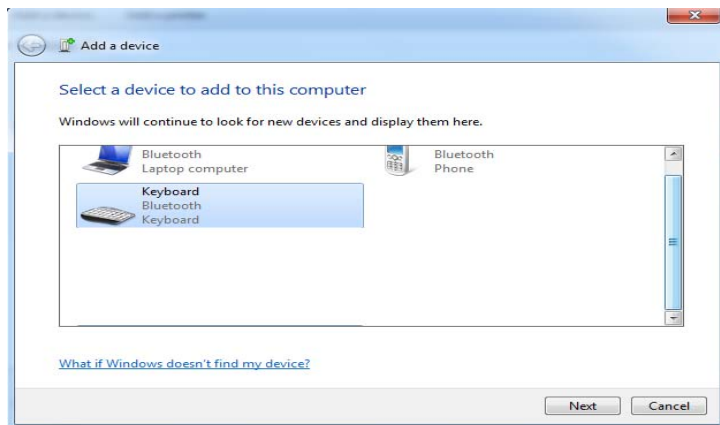 Add a device
Select a device to add to this computer
Windows will continue to look for new devices and display them here.
Bluetooth
Laptop computer
Bluetooth
Phone
Keyboard
Bluetooth
Keyboard
What if Windows doesn't find my device?
Next
Cancel